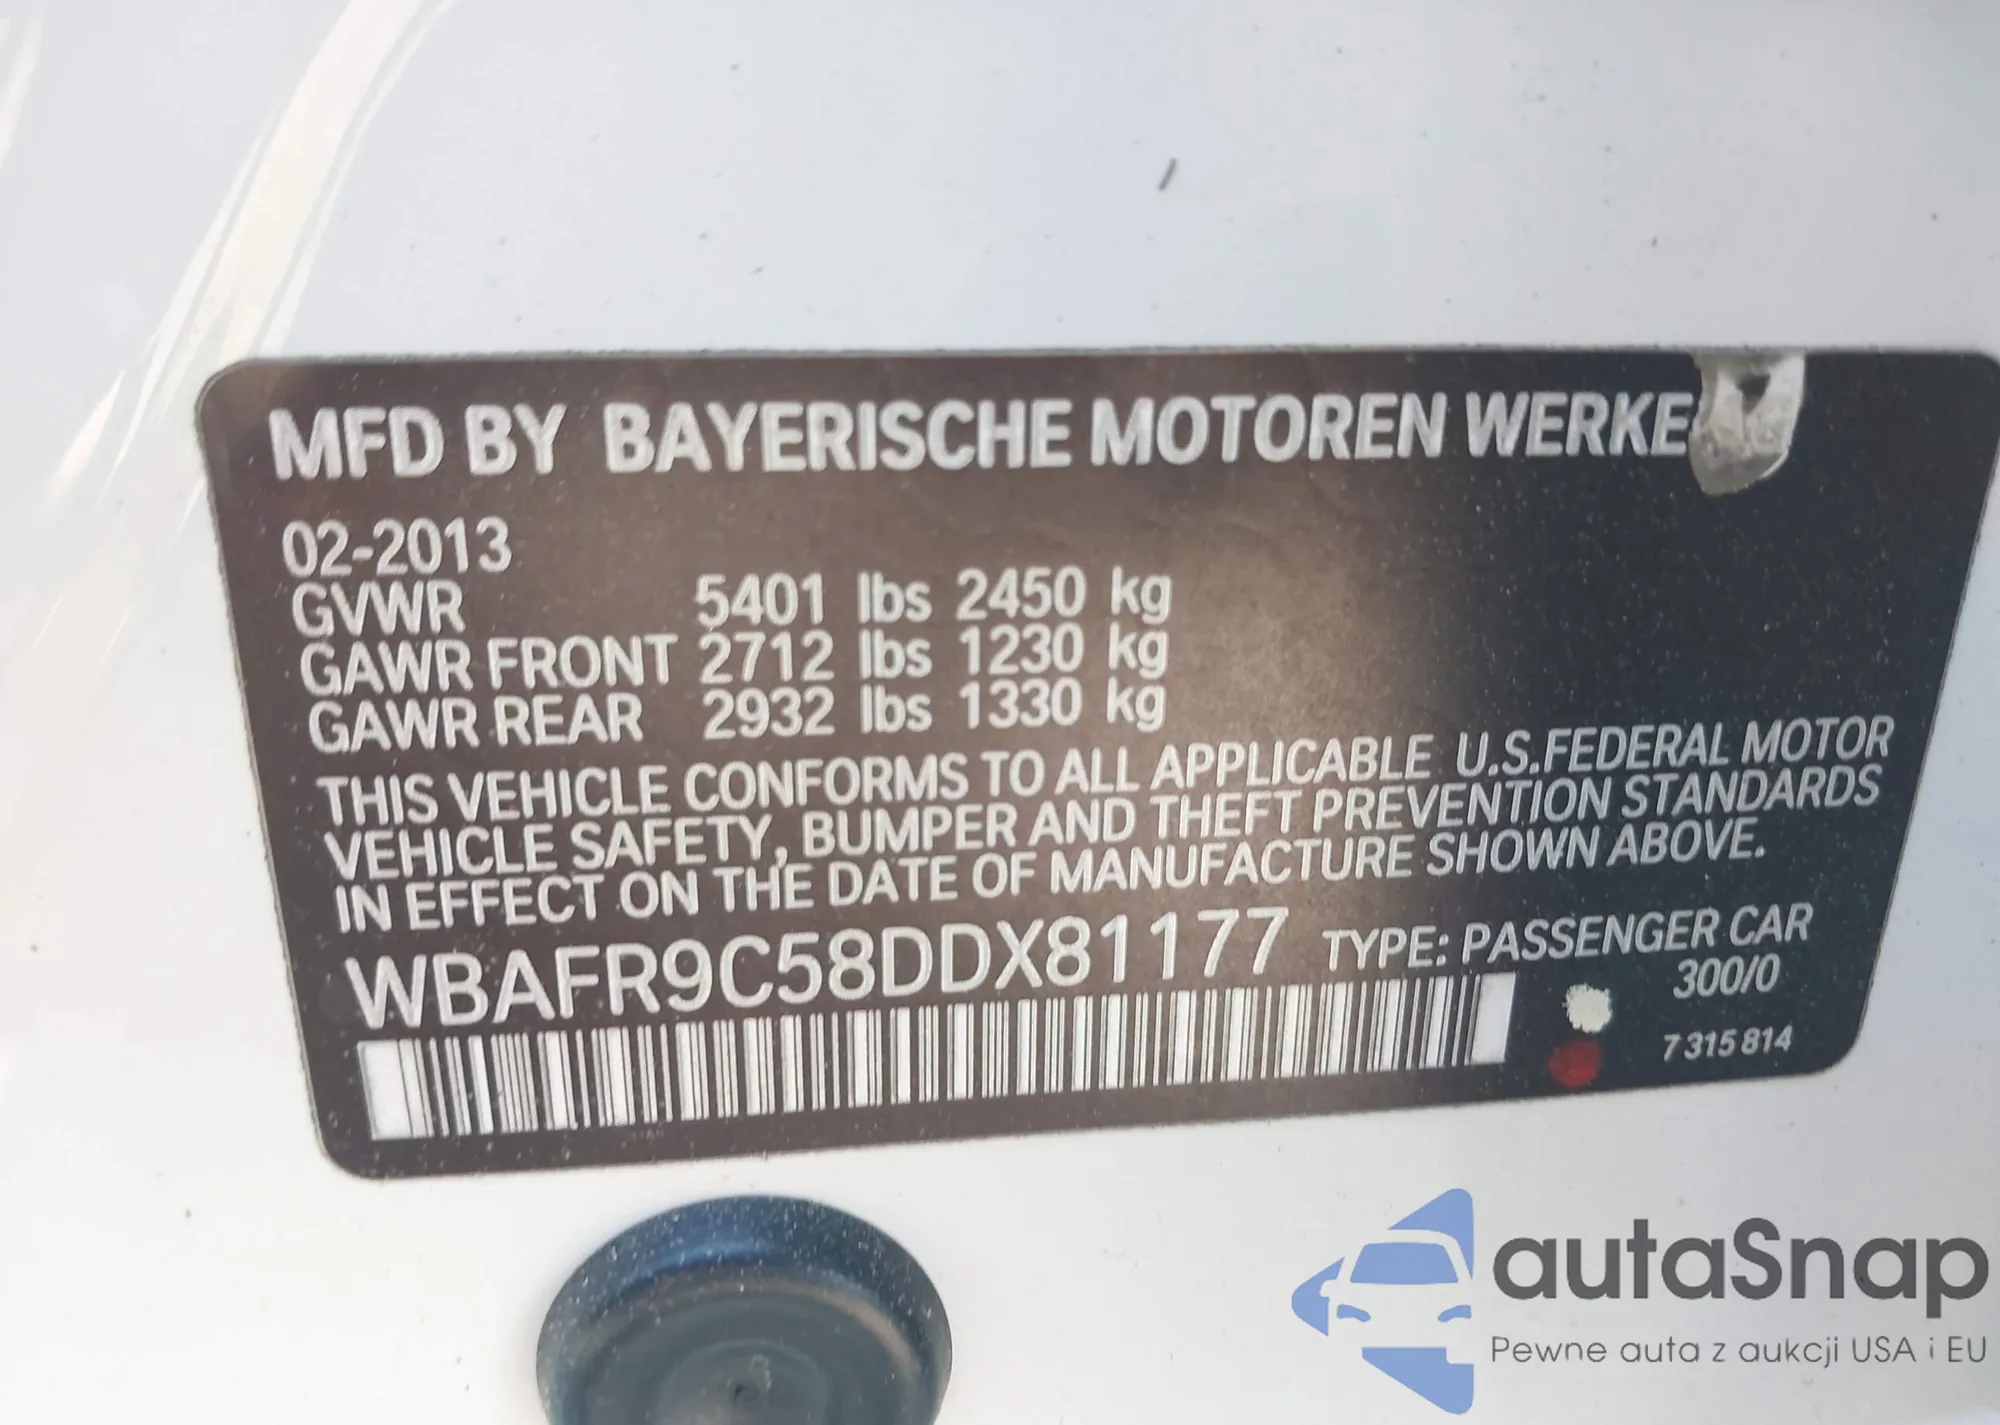 MFD BY BAYERISCHE MOTOREN WERKE
02-2013
GVWR 5401 lbs 2450 kg
GAWR FRONT 2712 lbs 1230 kg
GAWR REAR 2932 lbs 1330 kg
THIS VEHICLE CONFORMS TO ALL APPLICABLE U.S.FEDERAL MOTOR
VEHICLE SAFETY, BUMPER AND THEFT PREVENTION STANDARDS
IN EFFECT ON THE DATE OF MANUFACTURE SHOWN ABOVE.
WBAFR9C58DDX81177 TYPE: PASSENGER CAR
300/0
7 315 814
autaSnap
Pewne auta z aukcji USA i EU